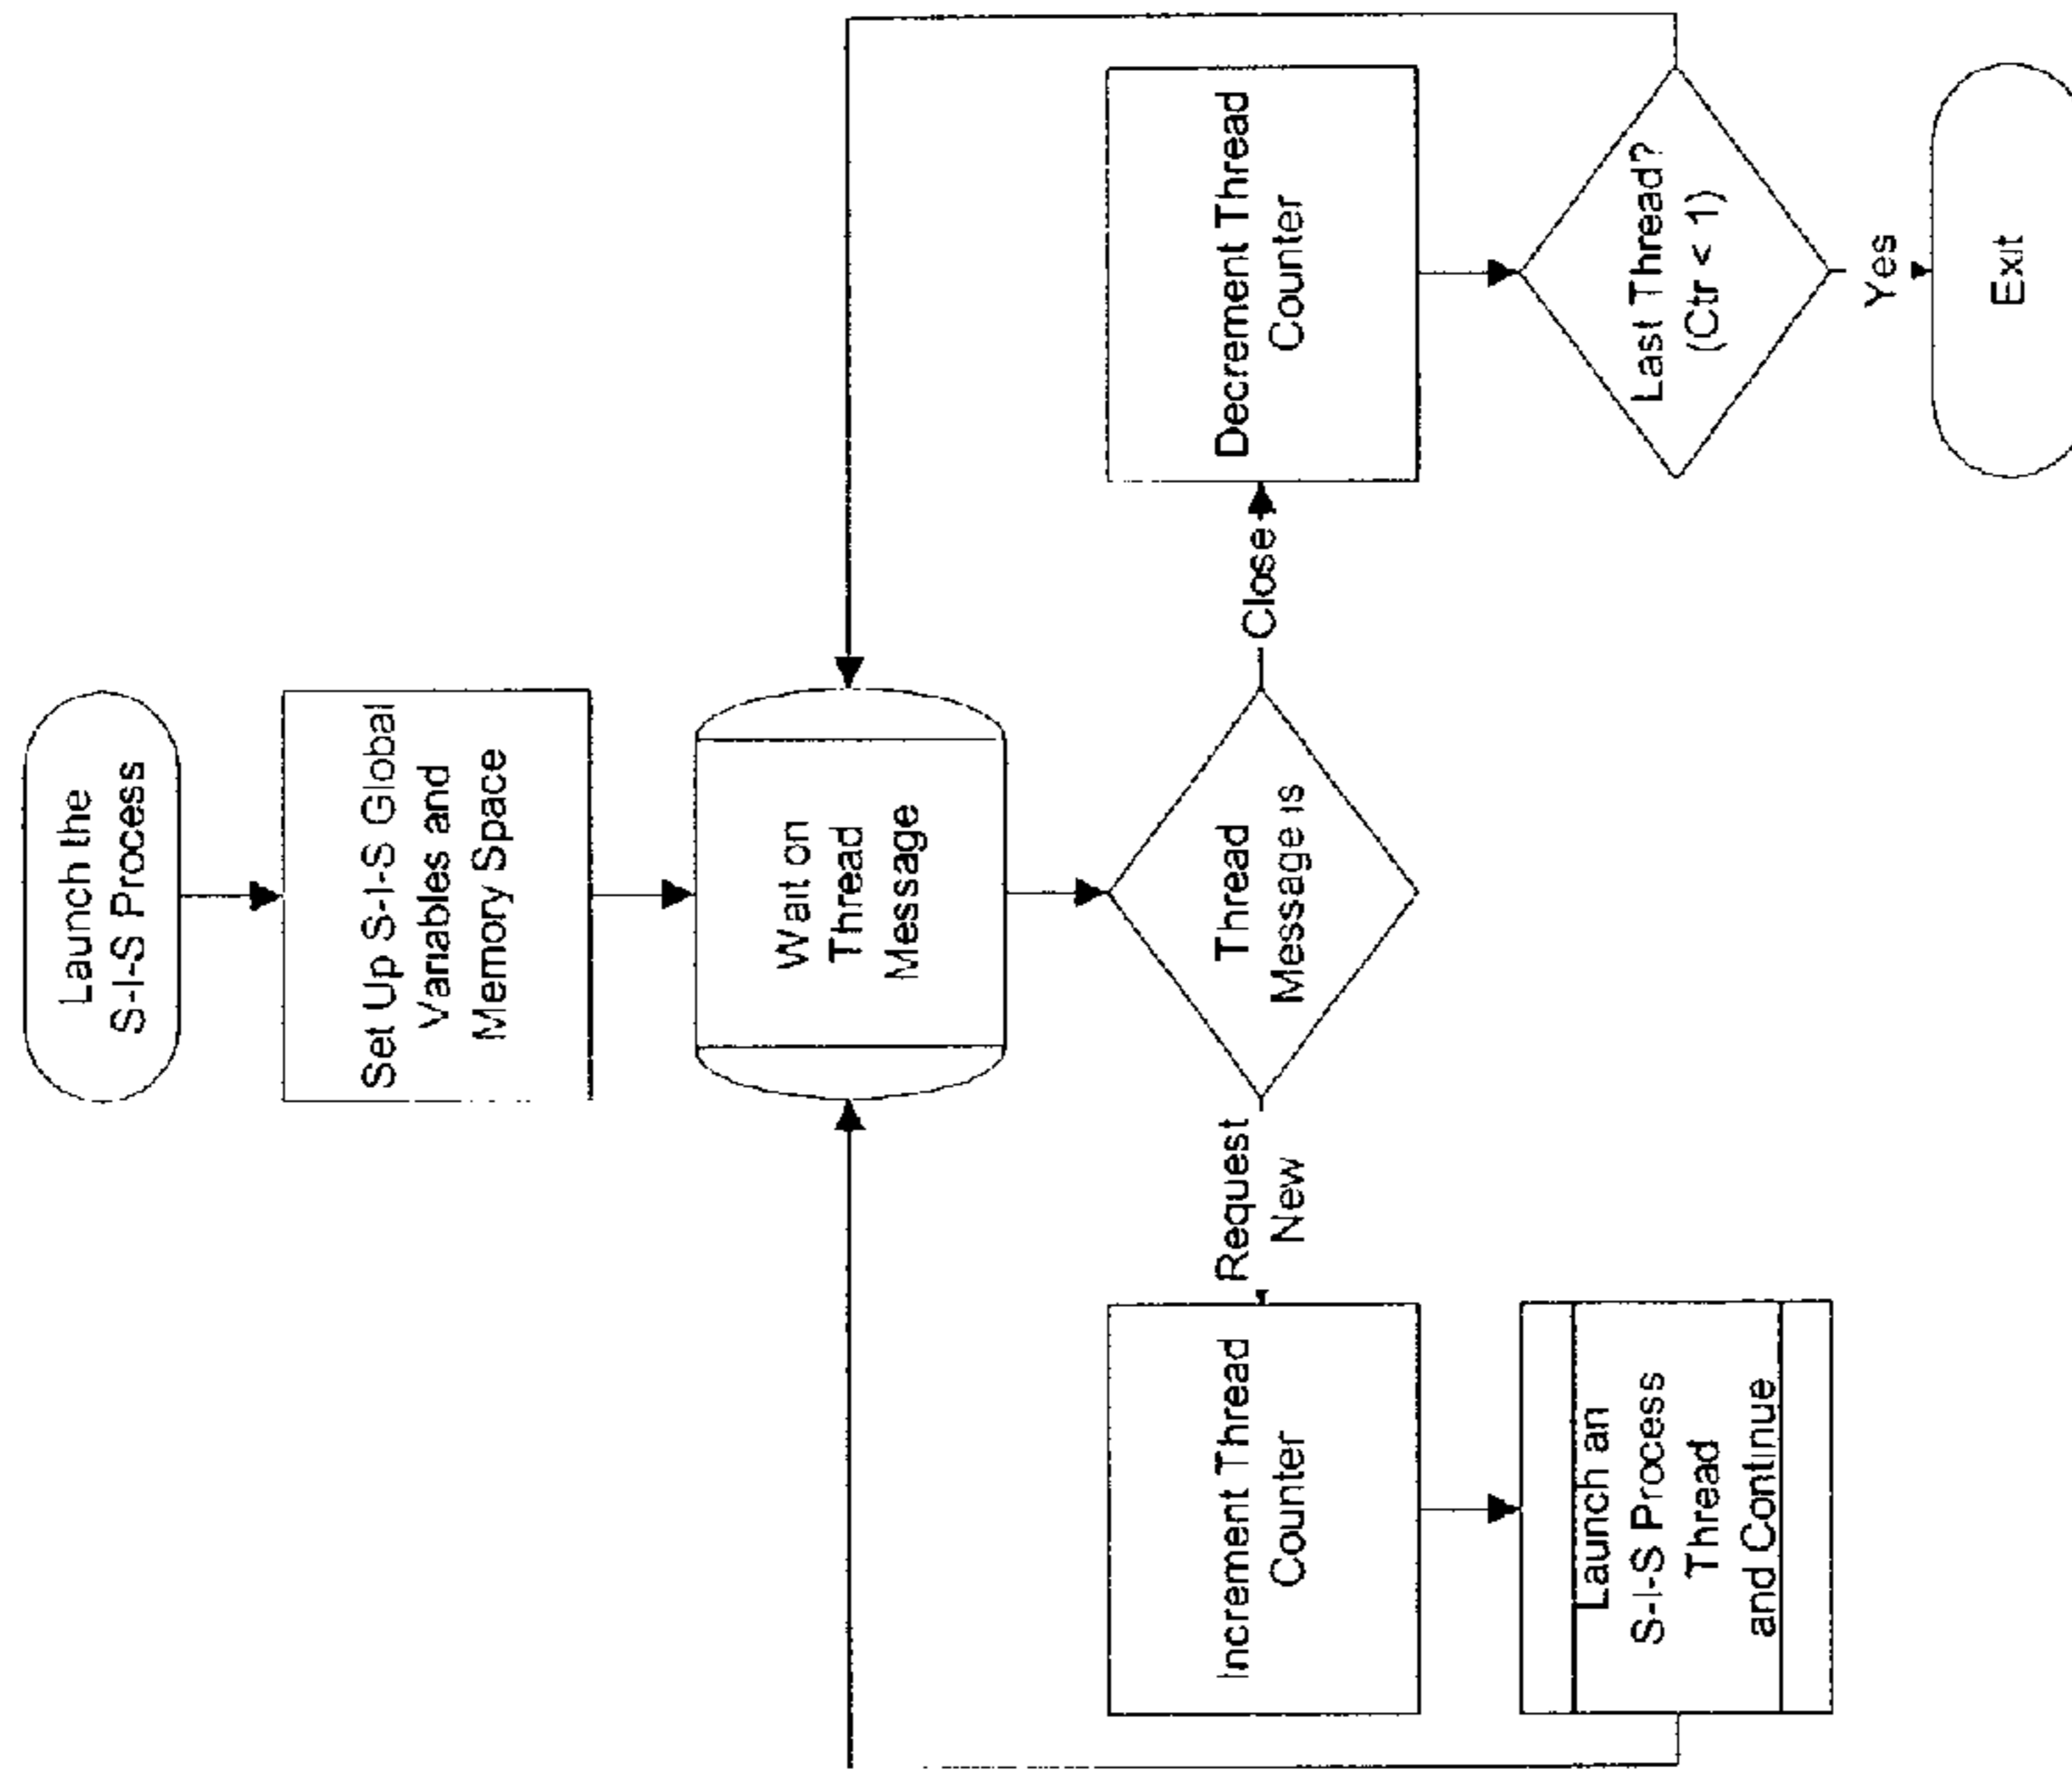 Launch the
S-I-S Process
Set Up S-I-S Global
Variables and
Memory Space
Wait on
Thread
Message
Thread
Message is
Request
New
Close
Increment Thread
Counter
Launch an
S-I-S Process
Thread
and Continue
Decrement Thread
Counter
Last Thread?
(Ctr < 1)
Yes
Exit